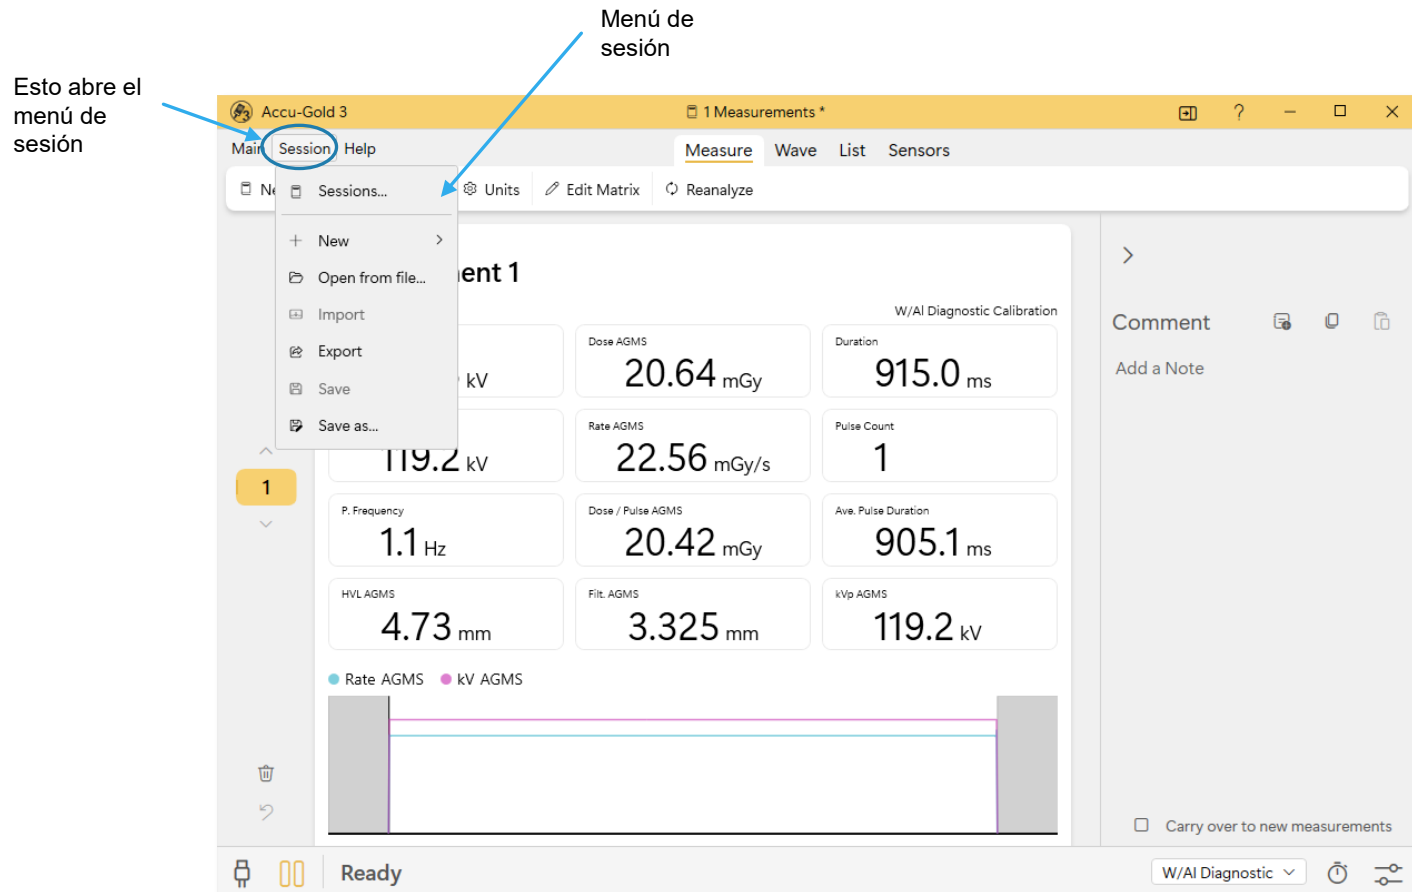 Menú de
sesión
Esto abre el
menú de
sesión
Accu-Gold 3
1 Measurements *
Main
Session
Help
Measure
Wave
List
Sensors
Units
Edit Matrix
Reanalyze
Sessions...
New
Open from file...
Import
Export
Save
Save as...
ent 1
W/Al Diagnostic Calibration
kV
Dose AGMS
20.64 mGy
Duration
915.0 ms
119.2 kV
Rate AGMS
22.56 mGy/s
Pulse Count
1
P. Frequency
1.1 Hz
Dose / Pulse AGMS
20.42 mGy
Ave. Pulse Duration
905.1 ms
HVL AGMS
4.73 mm
Filt. AGMS
3.325 mm
kVp AGMS
119.2 kV
Rate AGMS
kV AGMS
1
Comment
Add a Note
Carry over to new measurements
Ready
W/Al Diagnostic